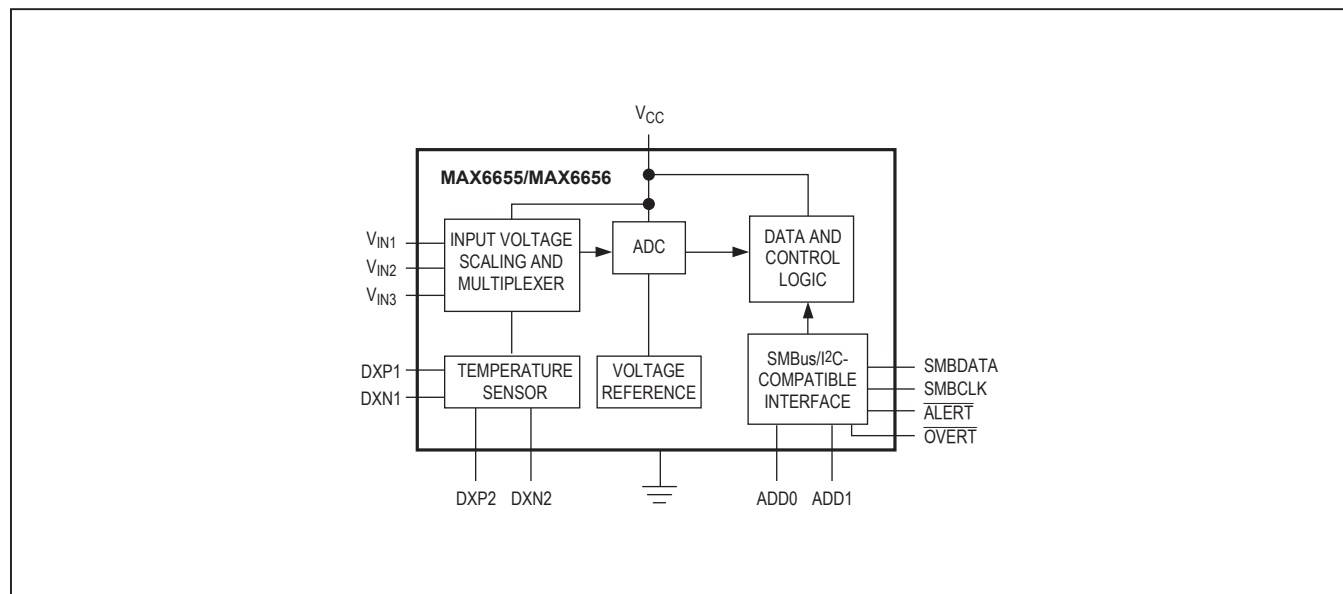 VCC
MAX6655/MAX6656
VIN1
VIN2
VIN3
INPUT VOLTAGE
SCALING AND
MULTIPLEXER
ADC
DATA AND
CONTROL
LOGIC
DXP1
DXN1
TEMPERATURE
SENSOR
VOLTAGE
REFERENCE
SMBus/I2C-
COMPATIBLE
INTERFACE
SMBDATA
SMBCLK
ALERT
OVERT
DXP2 DXN2
ADD0 ADD1